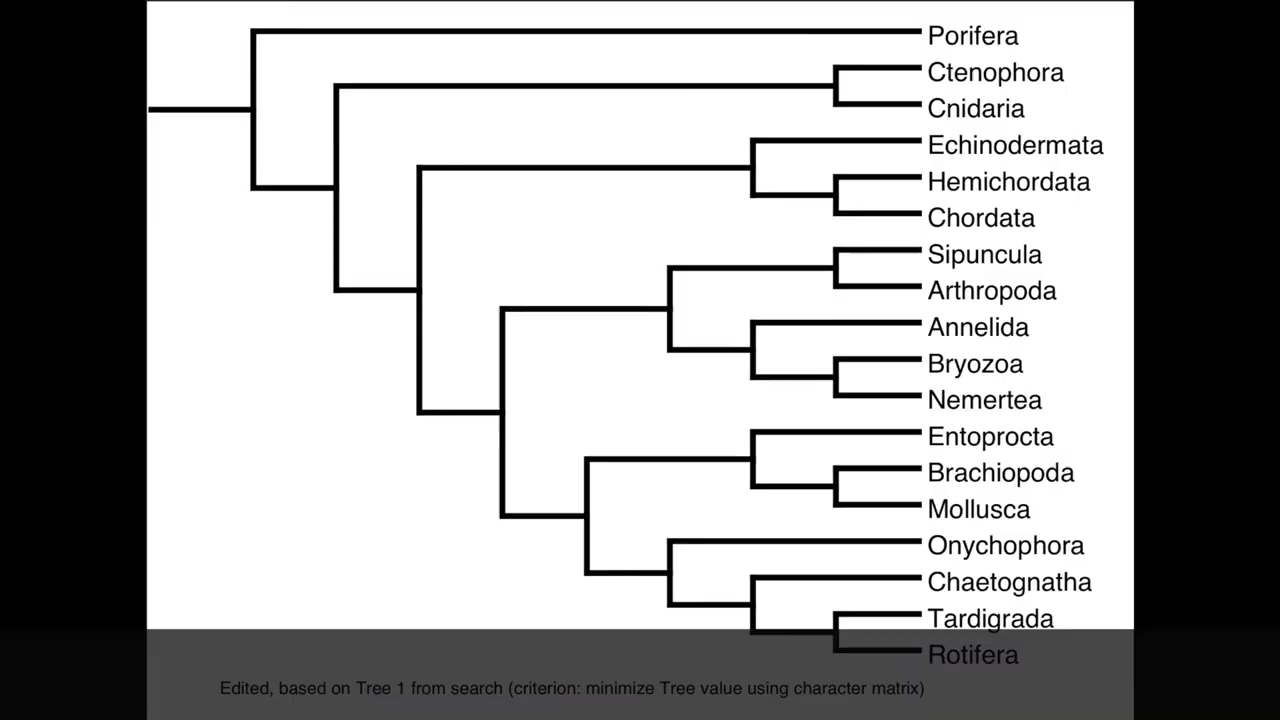 Porifera
Ctenophora
Cnidaria
Echinodermata
Hemichordata
Chordata
Sipuncula
Arthropoda
Annelida
Bryozoa
Nemertea
Entoprocta
Brachiopoda
Mollusca
Onychophora
Chaetognatha
Tardigrada
Rotifera
Edited, based on Tree 1 from search (criterion: minimize Tree value using character matrix)